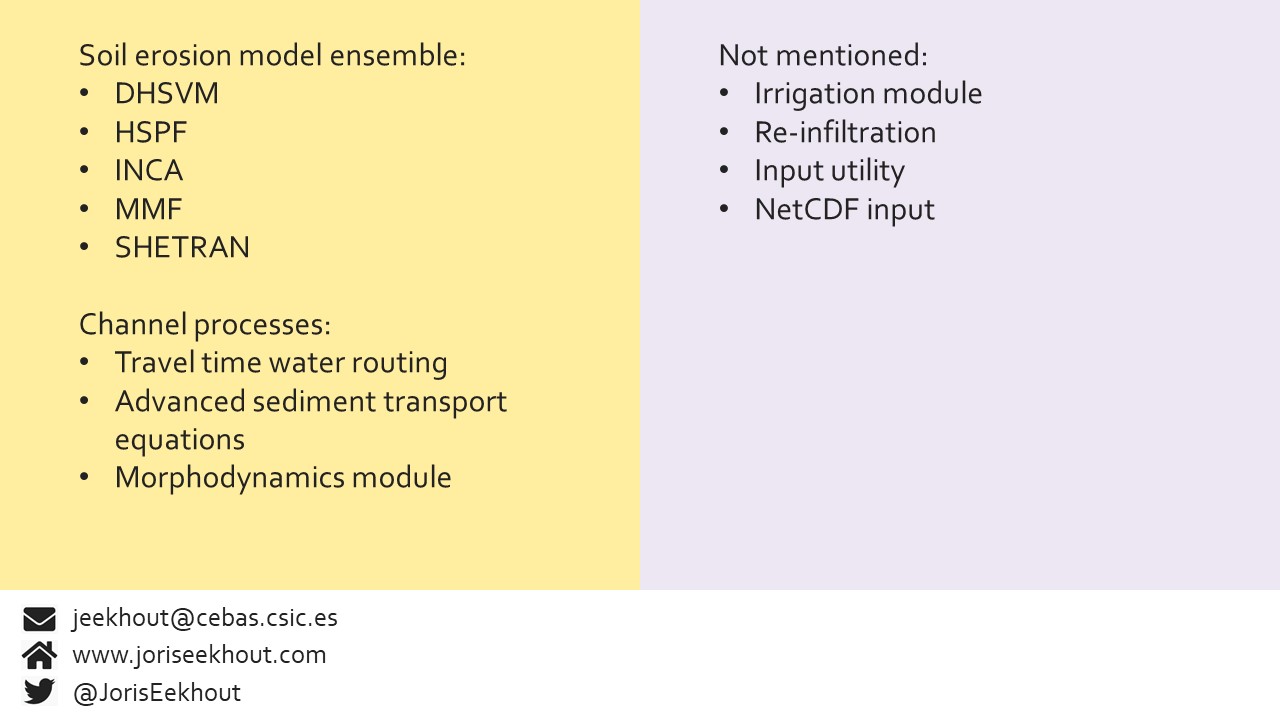 Soil erosion model ensemble:
• DHSVM
• HSPF
• INCA
• MMF
• SHETRAN
Channel processes:
• Travel time water routing
• Advanced sediment transport
equations
• Morphodynamics module
Not mentioned:
• Irrigation module
• Re-infiltration
• Input utility
• NetCDF input
jeekhout@cebas.csic.es
www.joriseekhout.com
@JorisEekhout